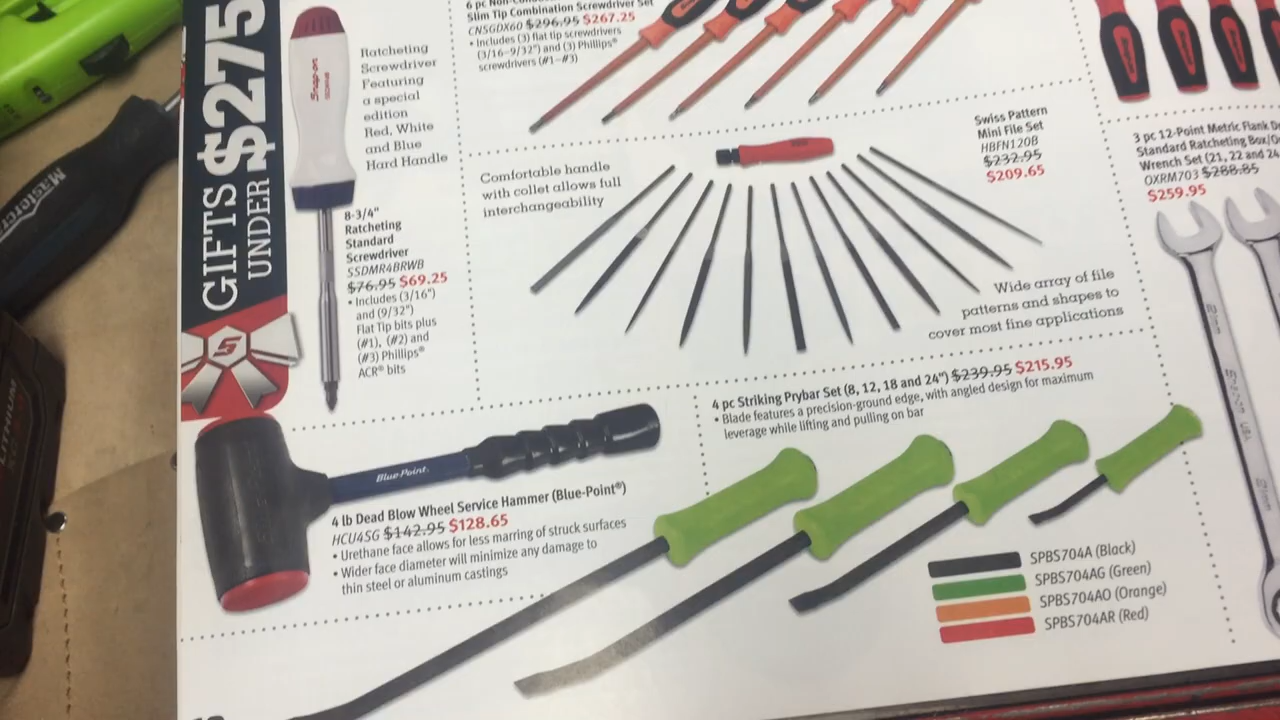 GIFTS
UNDER $275
Snap-on
Ratcheting
Screwdriver
Featuring
a special
edition
Red, White
and Blue
Hard Handle
8-3/4"
Ratcheting
Standard
Screwdriver
SSDMR4BRWB
$76.95 $69.25
• Includes (3/16")
and (9/32")
Flat Tip bits plus
(#1), (#2) and
(#3) Phillips®
ACR® bits
Slim Tip Combination Screwdriver Set
$296.95 $267.25
• Includes (3) flat tip screwdrivers
(3/16-9/32") and (3) Phillips®
screwdrivers (#1-#3)
Comfortable handle
with collet allows full
interchangeability
Swiss Pattern
Mini File Set
HBFN120B
$232.95
$209.65
Wide array of file
patterns and shapes to
cover most fine applications
3 pc 12-Point Metric Flank
Standard Ratcheting
Wrench Set (21, 22 and
OXRM703 $288.85
$259.95
USA
Blue-Point
4 lb Dead Blow Wheel Service Hammer (Blue-Point®)
HCU4SG $142.95 $128.65
• Urethane face allows for less marring of struck surfaces
• Wider face diameter will minimize any damage to
thin steel or aluminum castings
4 pc Striking Prybar Set (8, 12, 18 and 24") $239.95 $215.95
• Blade features a precision-ground edge, with angled design for maximum
leverage while lifting and pulling on bar
SPBS704A (Black)
SPBS704AG (Green)
SPBS704AO (Orange)
SPBS704AR (Red)
LITHIUM